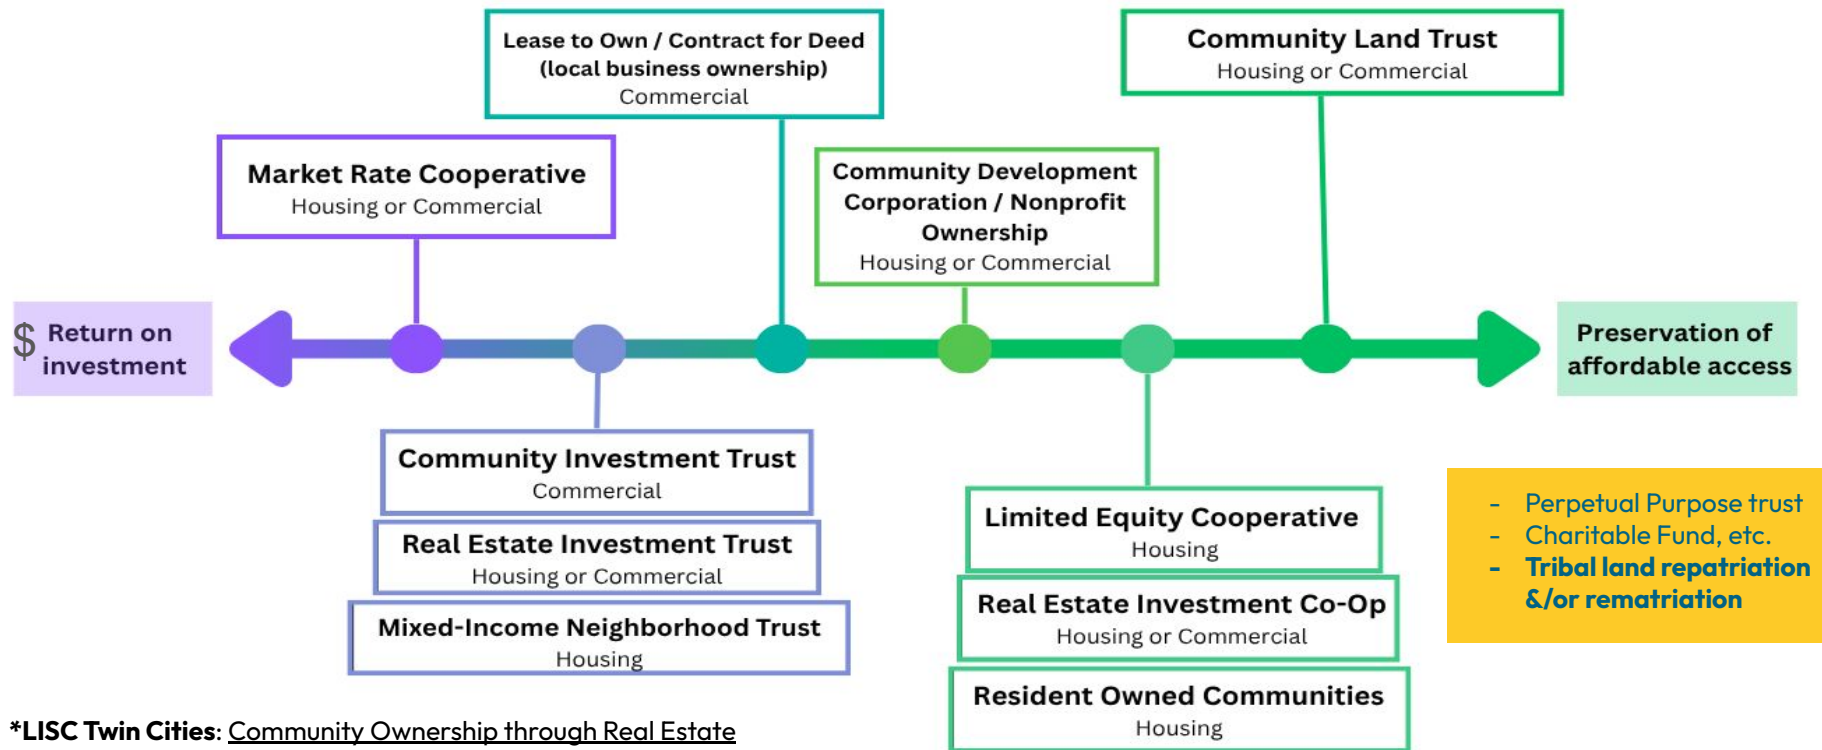 Lease to Own / Contract for Deed
(local business ownership)
Commercial
Community Land Trust
Housing or Commercial
Market Rate Cooperative
Housing or Commercial
Community Development
Corporation / Nonprofit
Ownership
Housing or Commercial
$ Return on
investment
Preservation of
affordable access
Community Investment Trust
Commercial
Real Estate Investment Trust
Housing or Commercial
Mixed-Income Neighborhood Trust
Housing
Limited Equity Cooperative
Housing
Real Estate Investment Co-Op
Housing or Commercial
Resident Owned Communities
Housing
- Perpetual Purpose trust
- Charitable Fund, etc.
- Tribal land repatriation
&/or rematriation
*LISC Twin Cities: Community Ownership through Real Estate